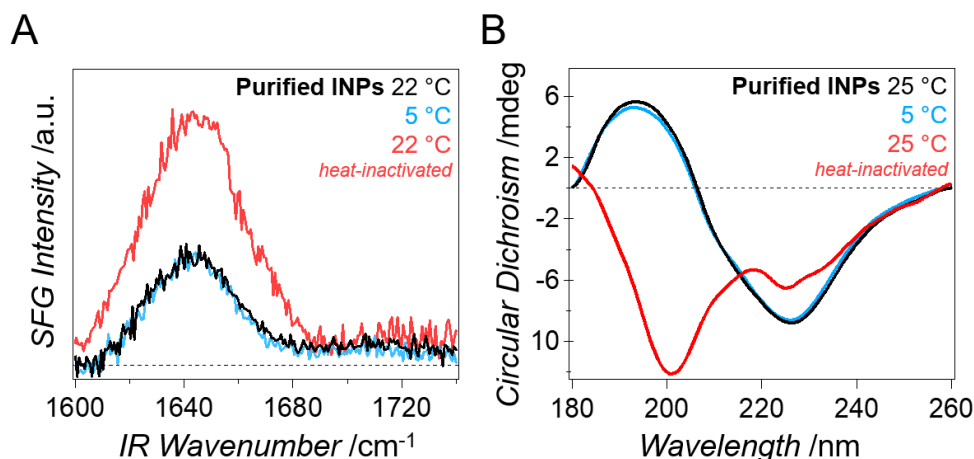 A
B
SFG Intensity /a.u.
Purified INPs 22 °C
5 °C
22 °C
heat-inactivated
1600
1640
1680
1720
IR Wavenumber /cm⁻¹
Circular Dichroism /mdeg
6
2
-2
-6
10
Purified INPs 25 °C
5 °C
25 °C
heat-inactivated
180
200
220
240
260
Wavelength /nm